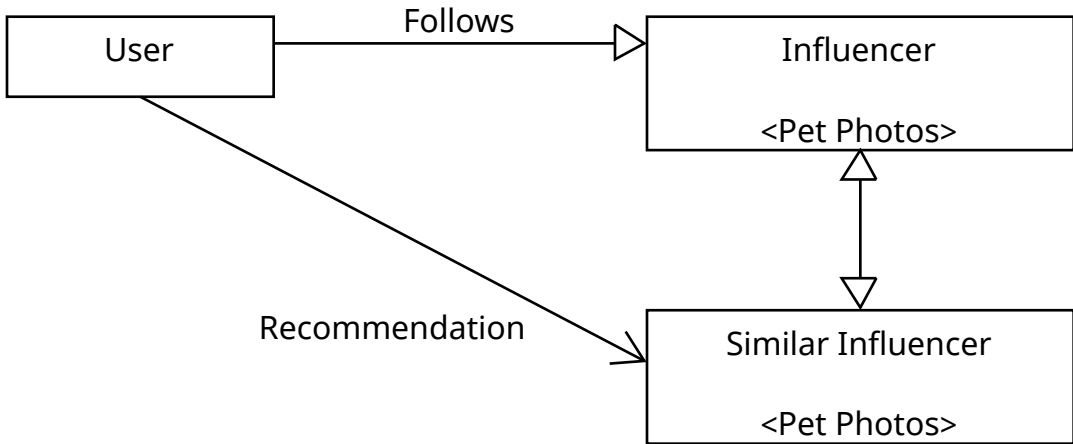 User
Follows
Influencer
<Pet Photos>
Recommendation
Similar Influencer
<Pet Photos>